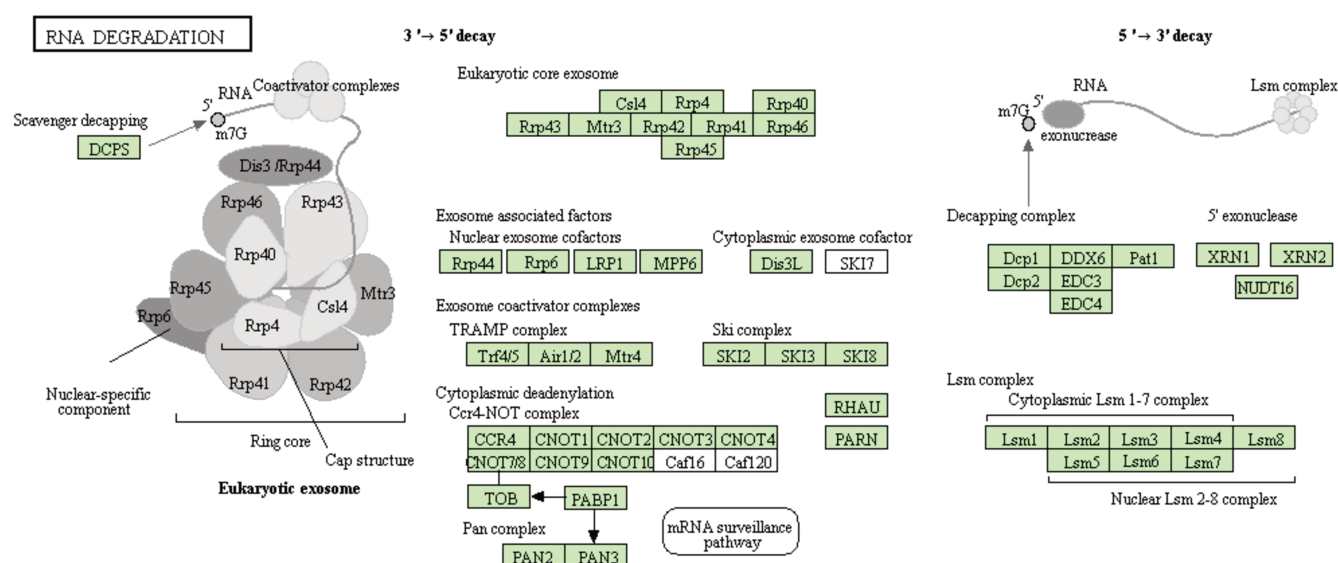 RNA DEGRADATION
3'→ 5' decay
5'→ 3' decay
Eukaryotic core exosome
Coactivator complexes
RNA
5'
m7G
Scavenger decapping
DCPS
Dis3 /Rrp44
Rrp46
Rrp43
Rrp40
Rrp45
Csl4
Mtr3
Rrp6
Rrp4
Rrp41
Rrp42
Nuclear-specific
component
Ring core
Cap structure
Eukaryotic exosome
Csl4 Rrp4 Rrp40
Rrp43 Mtr3 Rrp42 Rrp41 Rrp46
Rrp45
Exosome associated factors
Nuclear exosome cofactors
Rrp44 Rrp6 LRP1 MPP6
Cytoplasmic exosome cofactor
Dis3L SKI7
Exosome coactivator complexes
TRAMP complex
Trf4/5 Air1/2 Mtr4
Ski complex
SKI2 SKI3 SKI8
Cytoplasmic deadenylation
Ccr4-NOT complex
CCR4 CNOT1 CNOT2 CNOT3 CNOT4
CNOT7/8 CNOT9 CNOT10 Caf16 Caf120
RHAU
PARN
TOB
PABP1
Pan complex
PAN2 PAN3
mRNA surveillance
pathway
RNA
Lsm complex
5'
m7G
exonucrease
Decapping complex
Dcp1 DDX6 Pat1
Dcp2 EDC3
EDC4
5' exonuclease
XRN1 XRN2
NUDT16
Lsm complex
Cytoplasmic Lsm 1-7 complex
Lsm1 Lsm2 Lsm3 Lsm4 Lsm8
Lsm5 Lsm6 Lsm7
Nuclear Lsm 2-8 complex